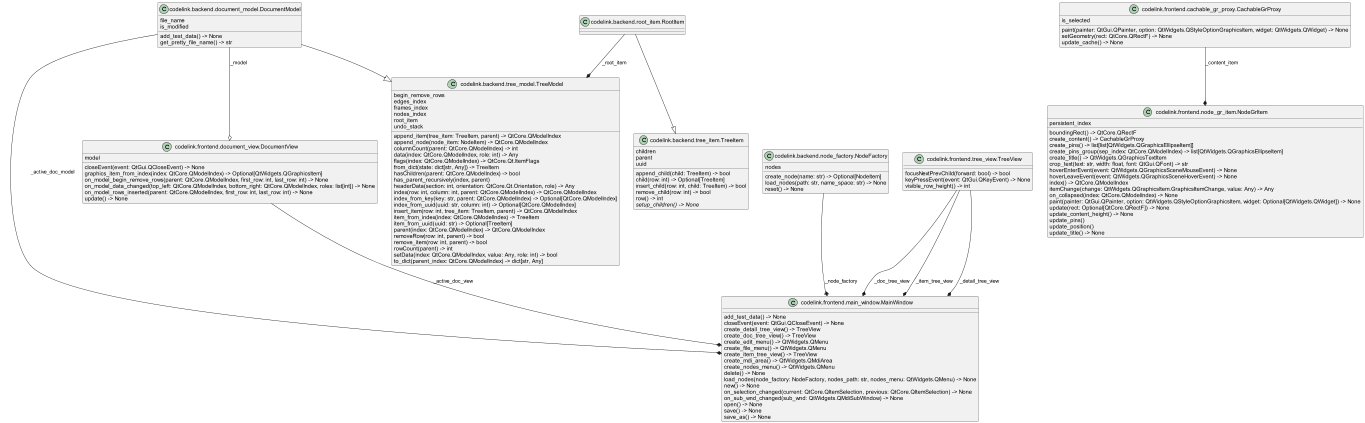 codelink.backend.document_model.DocumentModel
file_name
is_modified
add_test_data() -> None
get_pretty_file_name() -> str
codelink.backend.root_item.RootItem
codelink.frontend.cachable_gr_proxy.CachableGrProxy
is_selected
paint(painter: QtGui.QPainter, option: QtWidgets.QStyleOptionGraphicsItem, widget: QtWidgets.QWidget) -> None
setGeometry(rect: QtCore.QRectF) -> None
update_cache() -> None
_model
_root_item
_content_item
codelink.backend.tree_model.TreeModel
begin_remove_rows
edges_index
frames_index
nodes_index
root_item
undo_stack
append_item(tree_item: TreeItem, parent) -> QtCore.QModelIndex
append_node(node_item: NodeItem) -> QtCore.QModelIndex
columnCount(parent: QtCore.QModelIndex) -> int
data(index: QtCore.QModelIndex, role: int) -> Any
flags(index: QtCore.QModelIndex) -> QtCore.Qt.ItemFlags
from_dict(state: dict[str, Any]) -> TreeModel
hasChildren(parent: QtCore.QModelIndex) -> bool
has_parent_recursively(index, parent)
headerData(section: int, orientation: QtCore.Qt.Orientation, role) -> Any
index(row: int, column: int, parent: QtCore.QModelIndex) -> QtCore.QModelIndex
index_from_key(key: str, parent: QtCore.QModelIndex) -> Optional[QtCore.QModelIndex]
index_from_uuid(uuid: str, column: int) -> Optional[QtCore.QModelIndex]
insert_item(row: int, tree_item: TreeItem, parent) -> QtCore.QModelIndex
item_from_index(index: QtCore.QModelIndex) -> TreeItem
item_from_uuid(uuid: str) -> Optional[TreeItem]
parent(index: QtCore.QModelIndex) -> QtCore.QModelIndex
removeRow(row: int, parent) -> bool
remove_item(row: int, parent) -> bool
rowCount(parent) -> int
setData(index: QtCore.QModelIndex, value: Any, role: int) -> bool
to_dict(parent_index: QtCore.QModelIndex) -> dict[str, Any]
codelink.frontend.node_gr_item.NodeGrItem
persistent_index
boundingRect() -> QtCore.QRectF
create_content() -> CachableGrProxy
create_pins() -> list[list[QtWidgets.QGraphicsEllipseItem]]
create_pins_group(sep_index: QtCore.QModelIndex) -> list[QtWidgets.QGraphicsEllipseItem]
create_title() -> QtWidgets.QGraphicsTextItem
crop_text(text: str, width: float, font: QtGui.QFont) -> str
hoverEnterEvent(event: QtWidgets.QGraphicsSceneMouseEvent) -> None
hoverLeaveEvent(event: QtWidgets.QGraphicsSceneHoverEvent) -> None
index() -> QtCore.QModelIndex
itemChange(change: QtWidgets.QGraphicsItem.GraphicsItemChange, value: Any) -> Any
on_collapsed(index: QtCore.QModelIndex) -> None
paint(painter: QtGui.QPainter, option: QtWidgets.QStyleOptionGraphicsItem, widget: Optional[QtWidgets.QWidget]) -> None
update(rect: Optional[QtCore.QRectF]) -> None
update_content_height() -> None
update_pins()
update_position()
update_title() -> None
codelink.frontend.document_view.DocumentView
model
closeEvent(event: QtGui.QCloseEvent) -> None
graphics_item_from_index(index: QtCore.QModelIndex) -> Optional[QtWidgets.QGraphicsItem]
on_model_begin_remove_rows(parent: QtCore.QModelIndex, first_row: int, last_row: int) -> None
on_model_data_changed(top_left: QtCore.QModelIndex, bottom_right: QtCore.QModelIndex, roles: list[int]) -> None
on_model_rows_inserted(parent: QtCore.QModelIndex, first_row: int, last_row: int) -> None
update() -> None
codelink.backend.tree_item.TreeItem
children
parent
uuid
append_child(child: TreeItem) -> bool
child(row: int) -> Optional[TreeItem]
insert_child(row: int, child: TreeItem) -> bool
remove_child(row: int) -> bool
row() -> int
setup_children() -> None
codelink.backend.node_factory.NodeFactory
nodes
create_node(name: str) -> Optional[NodeItem]
load_nodes(path: str, name_space: str) -> None
reset() -> None
codelink.frontend.tree_view.TreeView
focusNextPrevChild(forward: bool) -> bool
keyPressEvent(event: QtGui.QKeyEvent) -> None
visible_row_height() -> int
_active_doc_model
_active_doc_view
_node_factory
_doc_tree_view
_item_tree_view
_detail_tree_view
codelink.frontend.main_window.MainWindow
add_test_data() -> None
closeEvent(event: QtGui.QCloseEvent) -> None
create_detail_tree_view() -> TreeView
create_doc_tree_view() -> TreeView
create_edit_menu() -> QtWidgets.QMenu
create_file_menu() -> QtWidgets.QMenu
create_item_tree_view() -> TreeView
create_mdi_area() -> QtWidgets.QMdiArea
create_nodes_menu() -> QtWidgets.QMenu
delete() -> None
load_nodes(node_factory: NodeFactory, nodes_path: str, nodes_menu: QtWidgets.QMenu) -> None
new() -> None
on_selection_changed(current: QtCore.QItemSelection, previous: QtCore.QItemSelection) -> None
on_sub_wnd_changed(sub_wnd: QtWidgets.QMdiSubWindow) -> None
open() -> None
save() -> None
save_as() -> None